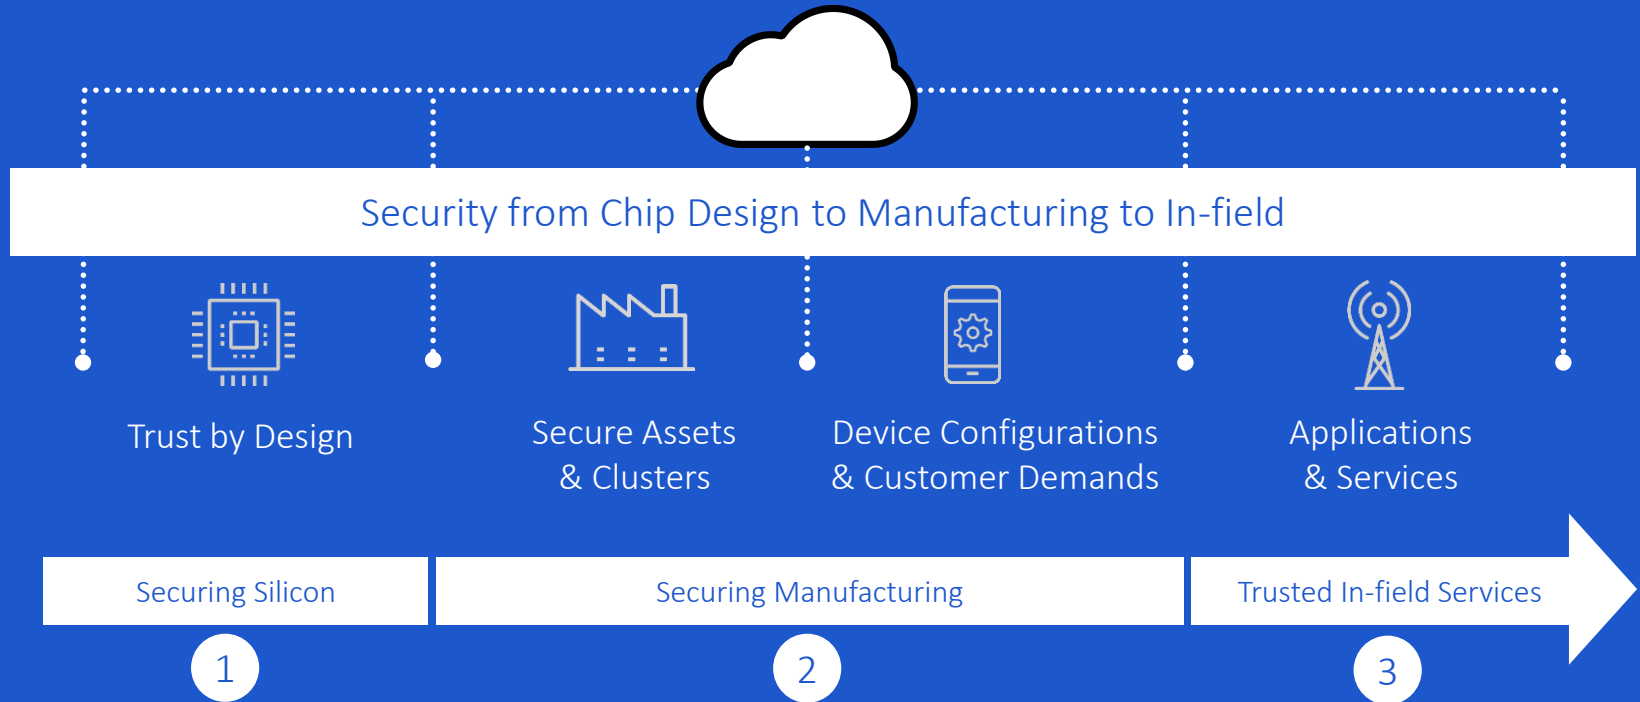 Security from Chip Design to Manufacturing to In-field
Trust by Design
Secure Assets
& Clusters
Device Configurations
& Customer Demands
Applications
& Services
Securing Silicon
Securing Manufacturing
Trusted In-field Services
1
2
3